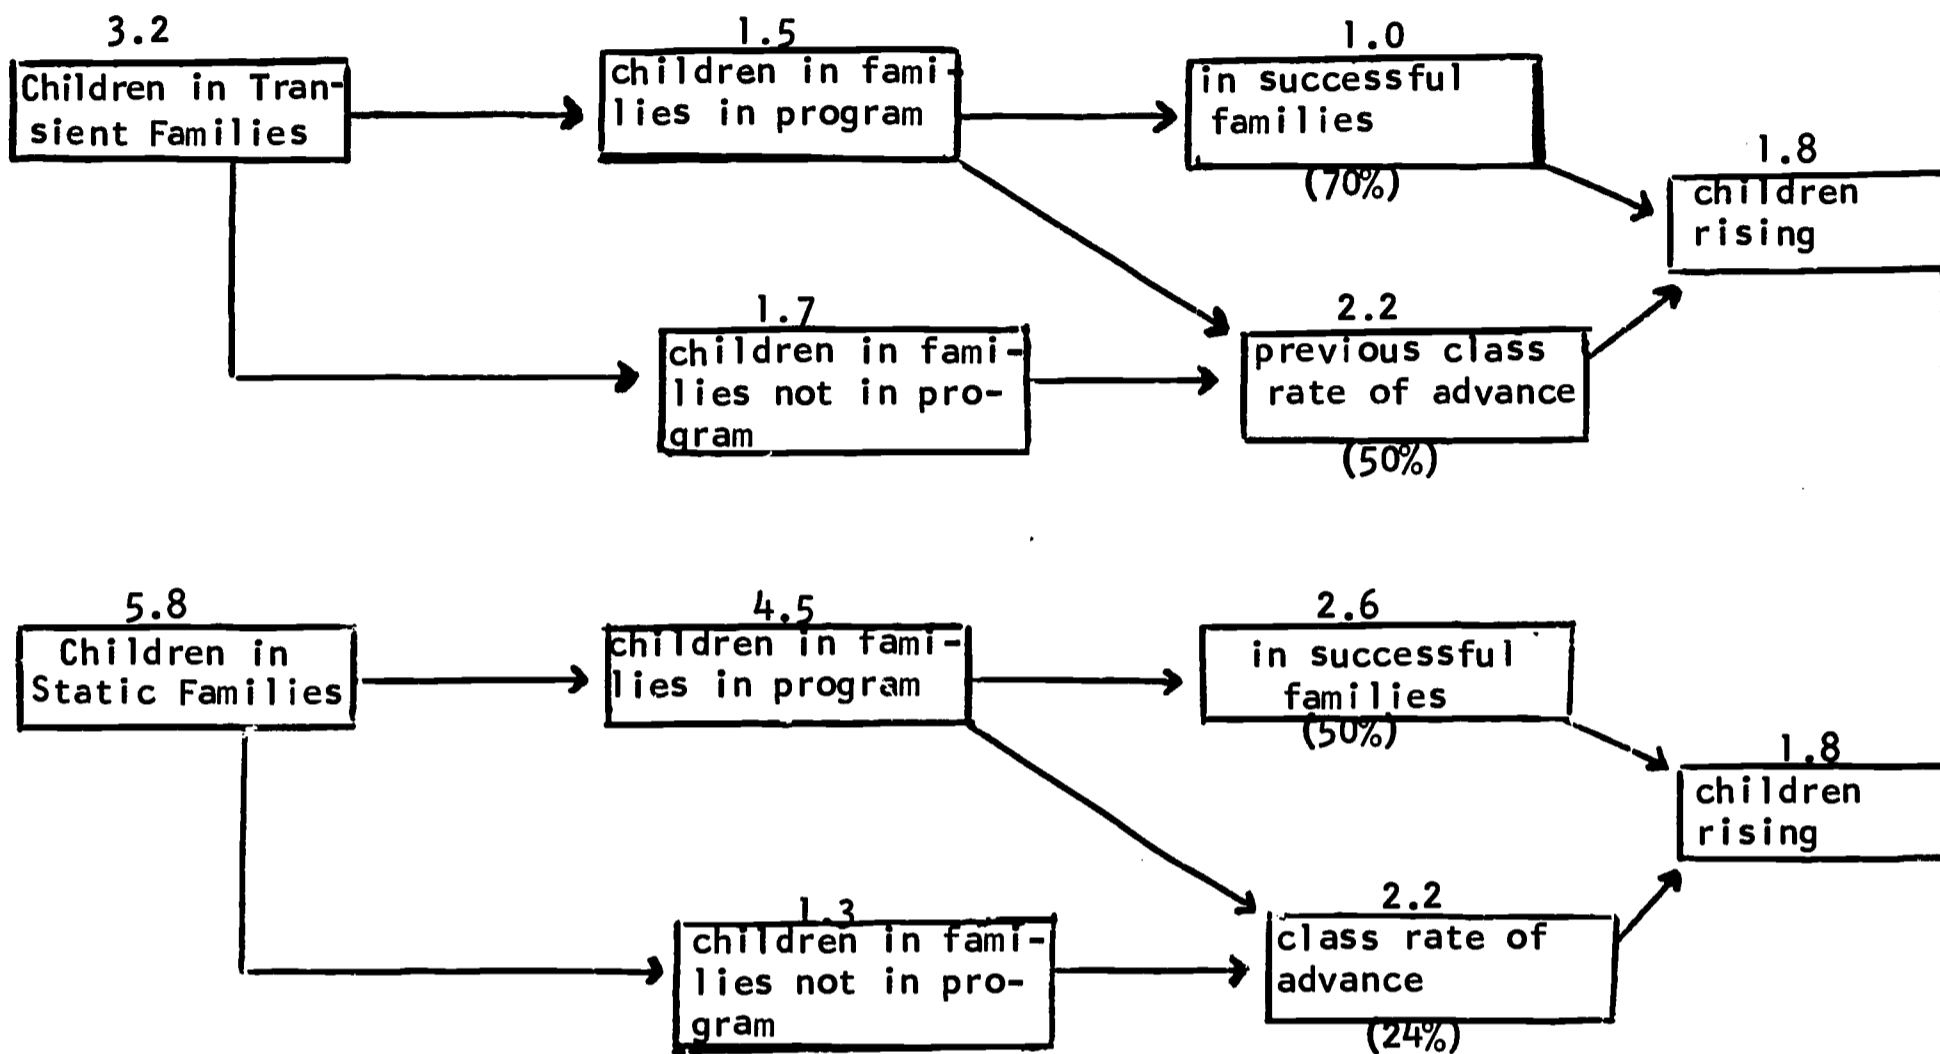 3.2
Children in Tran-
sient Families
1.5
children in fami-
lies in program
1.0
in successful
families
(70%)
1.8
children
rising
1.7
children in fami-
lies not in pro-
gram
2.2
previous class
rate of advance
(50%)
5.8
Children in
Static Families
4.5
children in fami-
lies in program
2.6
in successful
families
(50%)
1.8
children
rising
1.3
children in fami-
lies not in pro-
gram
2.2
class rate of
advance
(24%)